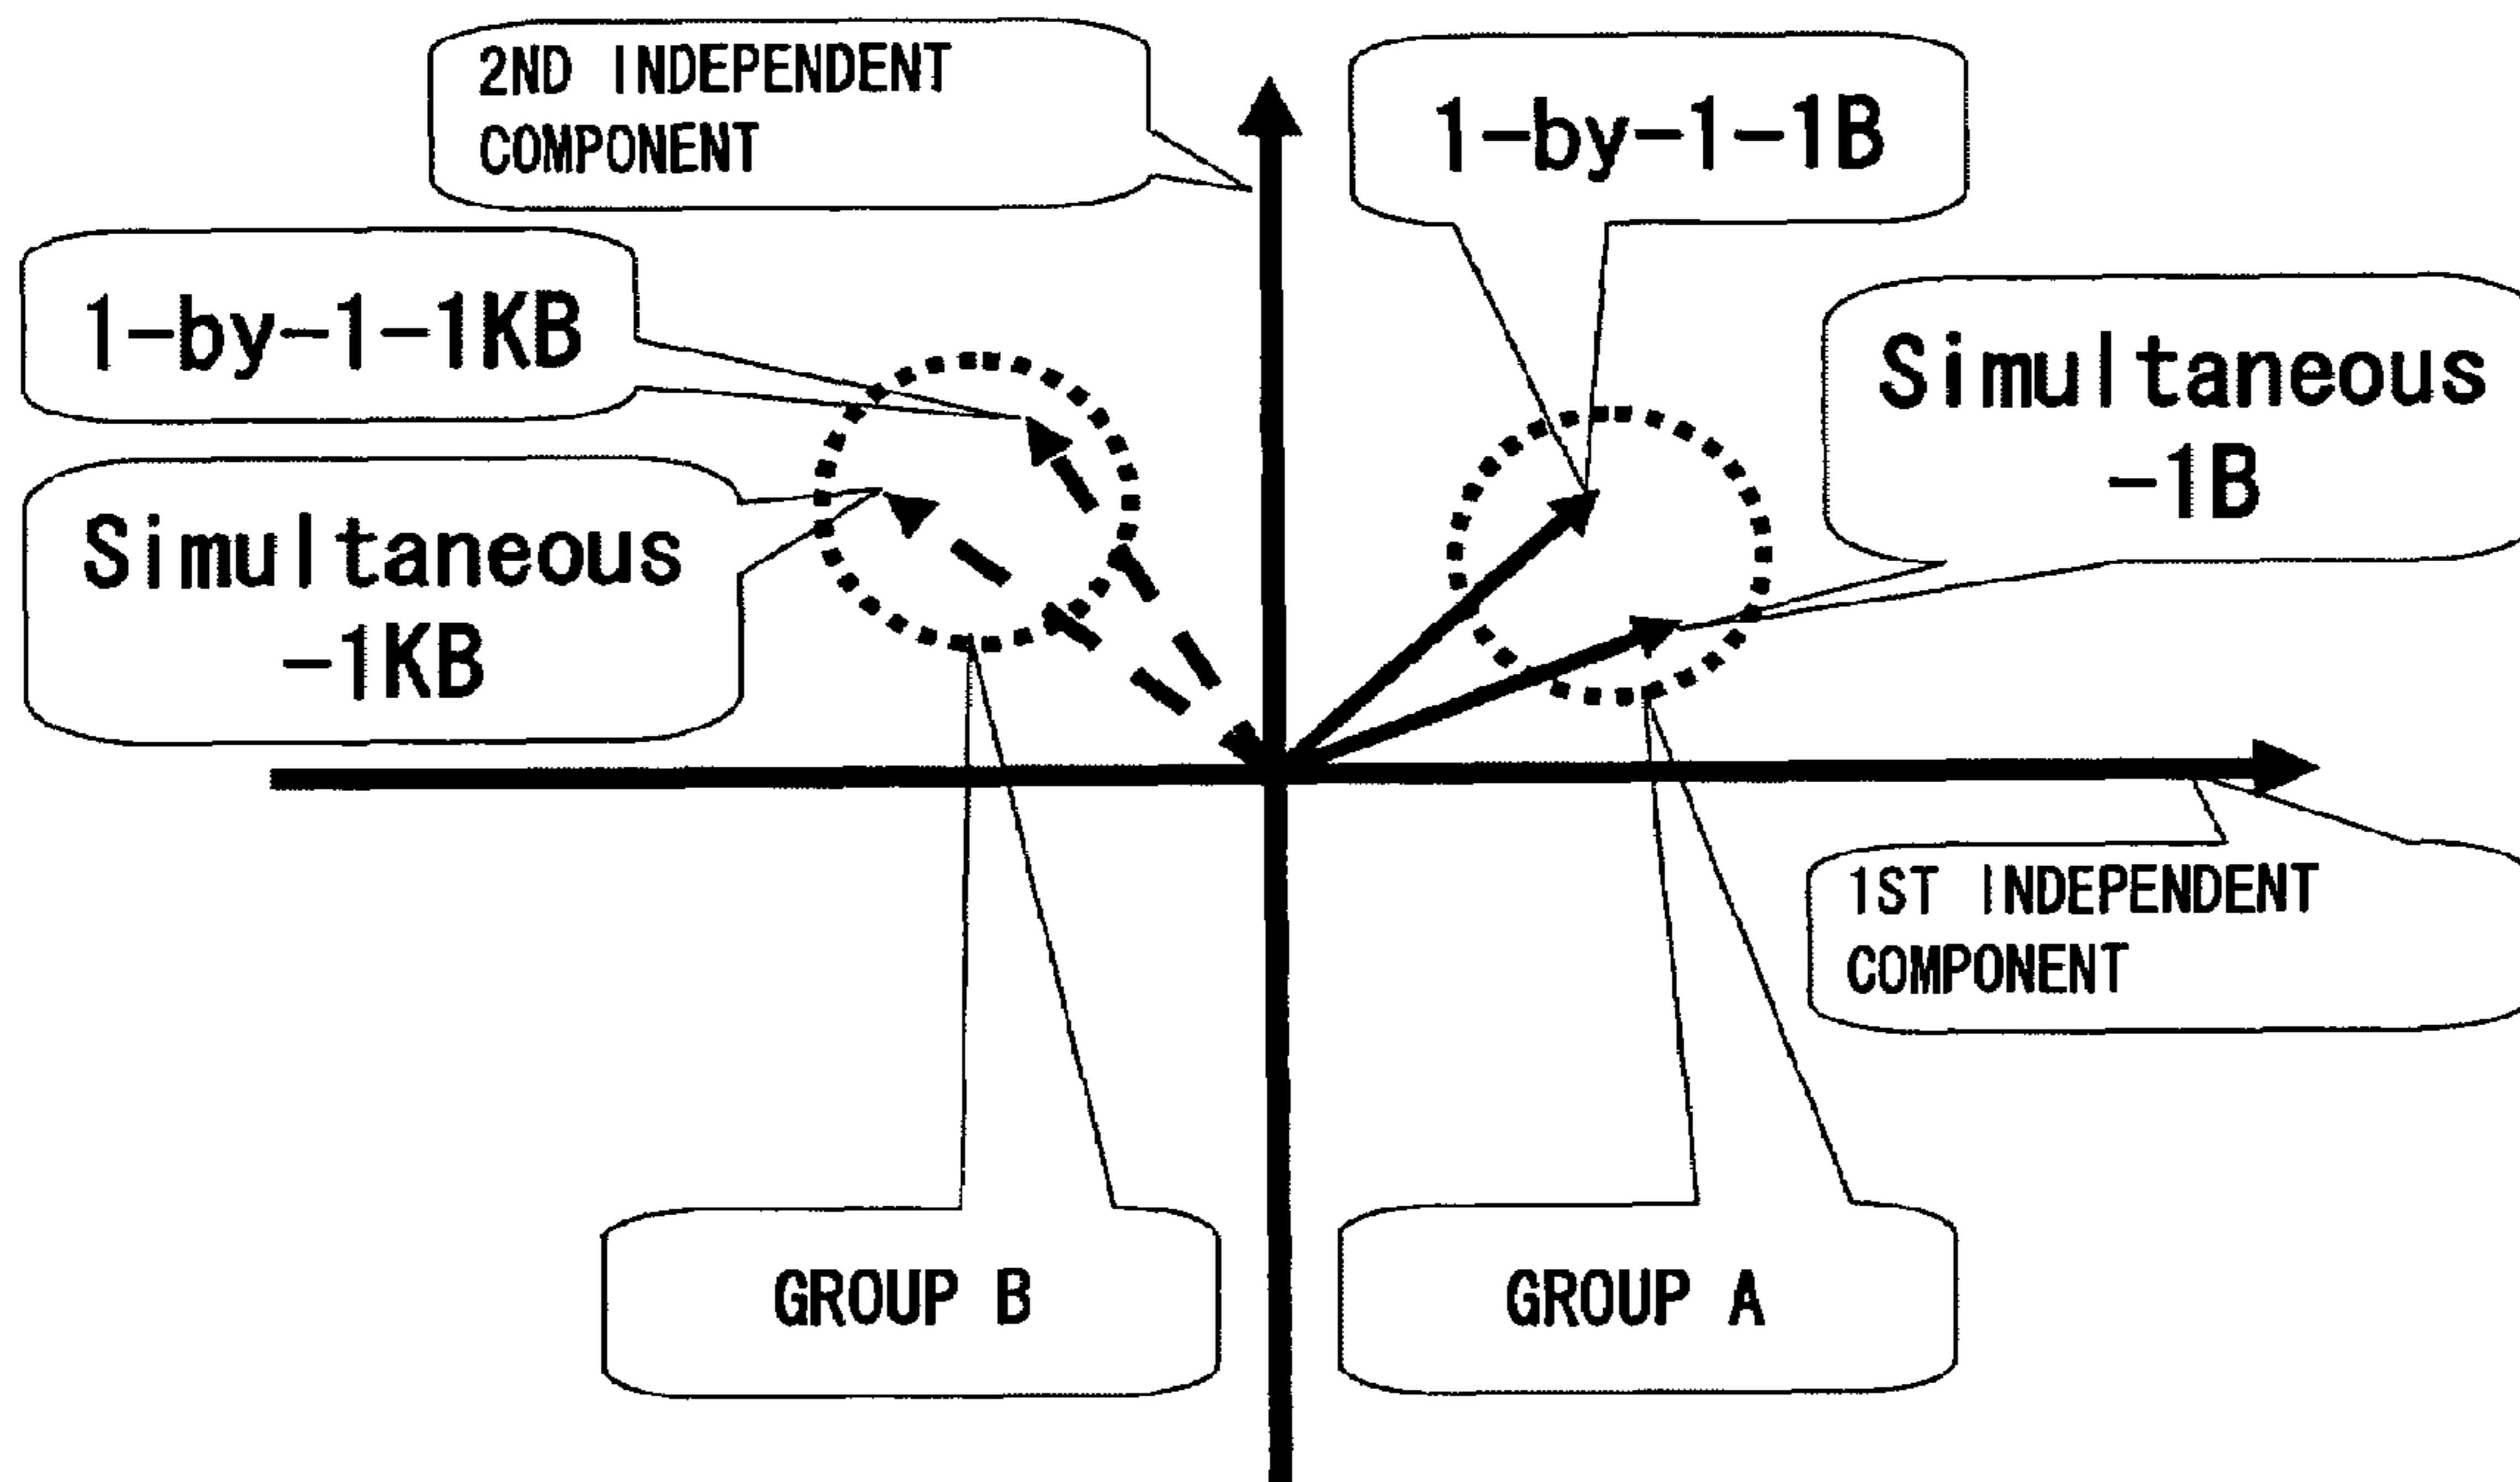 2ND INDEPENDENT
COMPONENT
1-by-1-1B
1-by-1-1KB
Simultaneous
-1B
Simultaneous
-1KB
1ST INDEPENDENT
COMPONENT
GROUP B
GROUP A